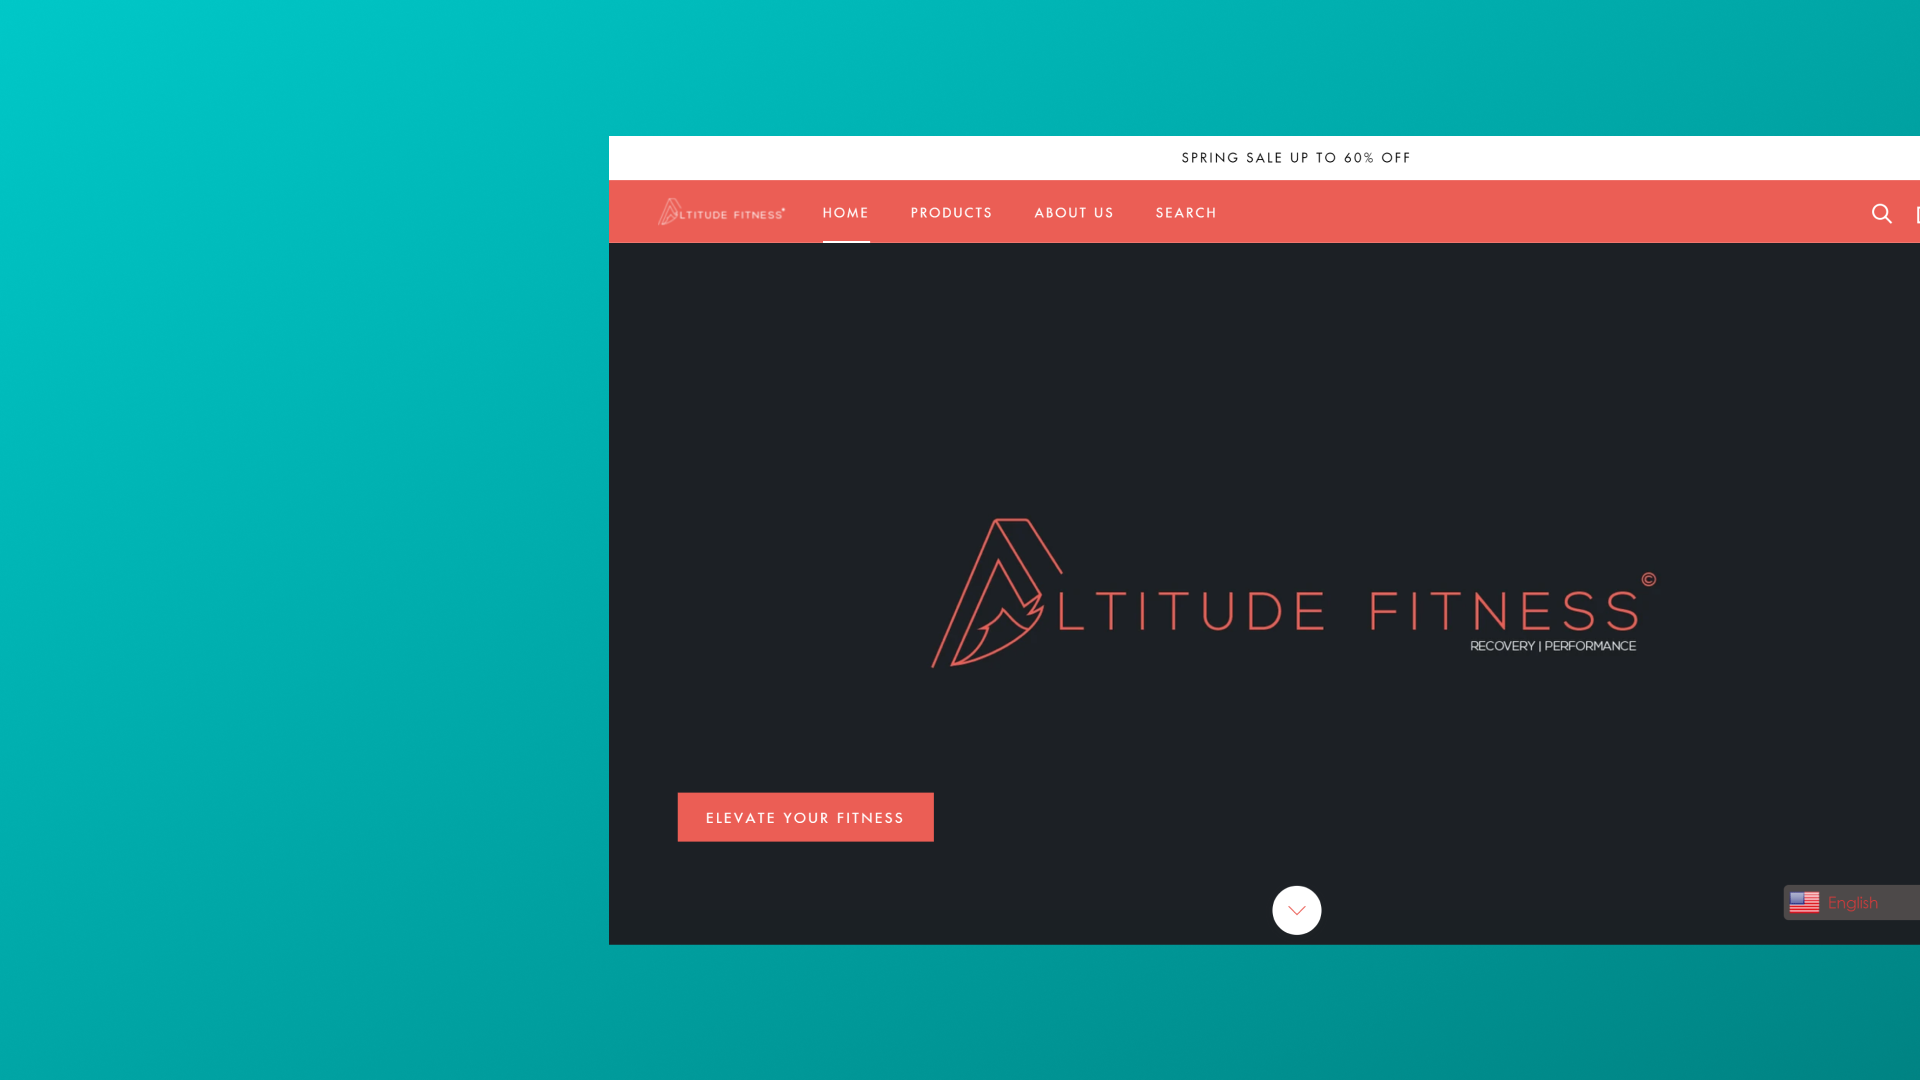 SPRING SALE UP TO 60% OFF
ALTITUDE FITNESS
HOME PRODUCTS ABOUT US SEARCH
ALTITUDE FITNESS©
RECOVERY | PERFORMANCE
ELEVATE YOUR FITNESS
English